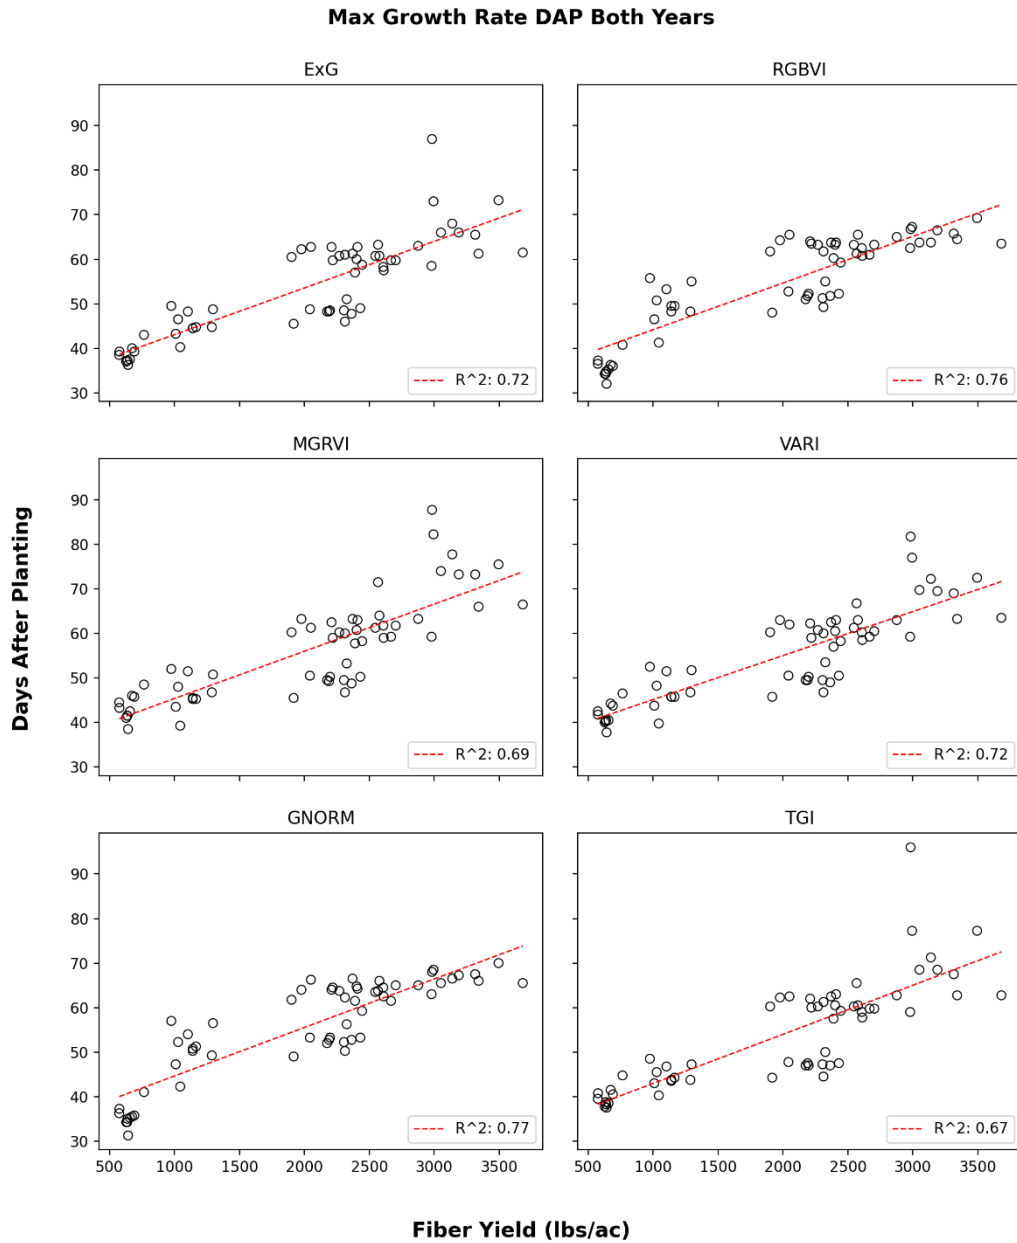 Max Growth Rate DAP Both Years
ExG
RGBVI
90
80
70
60
50
40
30
R^2: 0.72
R^2: 0.76
MGRVI
VARI
90
80
70
60
50
40
30
R^2: 0.69
R^2: 0.72
Days After Planting
GNORM
TGI
90
80
70
60
50
40
30
R^2: 0.77
R^2: 0.67
500 1000 1500 2000 2500 3000 3500 500 1000 1500 2000 2500 3000 3500
Fiber Yield (lbs/ac)